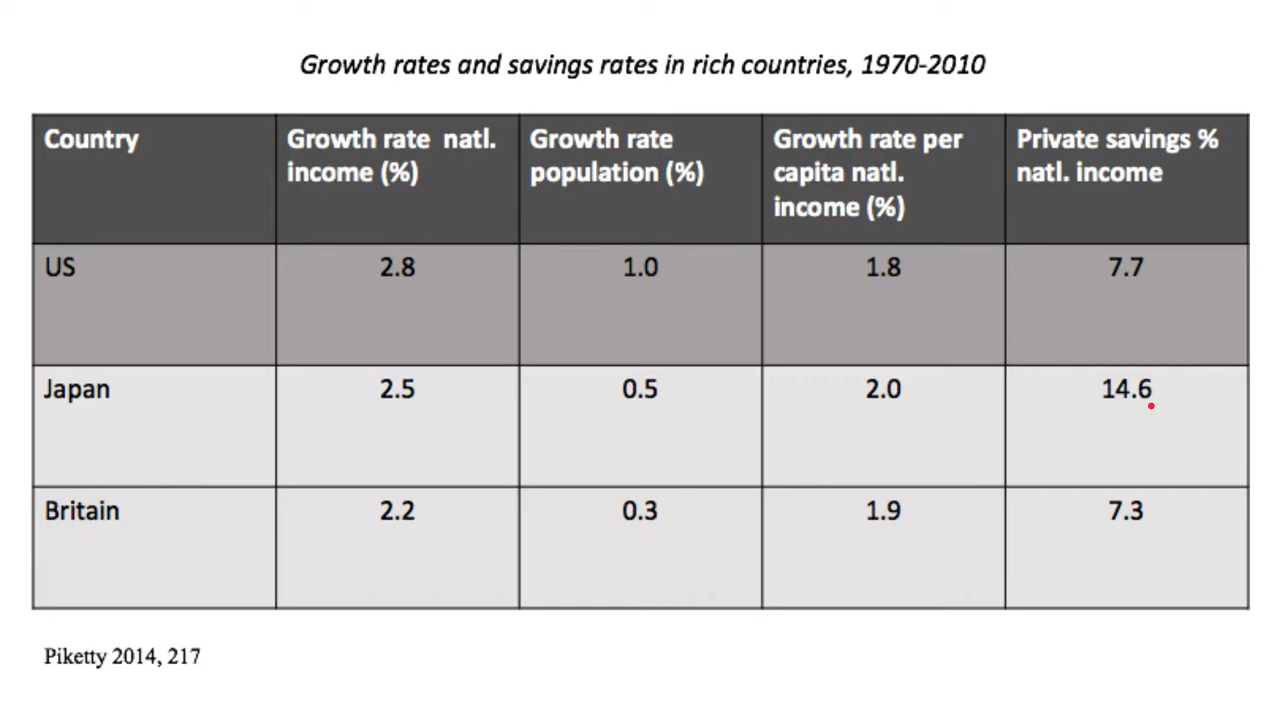 Growth rates and savings rates in rich countries, 1970-2010
Country
Growth rate natl.
income (%)
Growth rate
population (%)
Growth rate per
capita natl.
income (%)
Private savings %
natl. income
US
2.8
1.0
1.8
7.7
Japan
2.5
0.5
2.0
14.6
Britain
2.2
0.3
1.9
7.3
Piketty 2014, 217